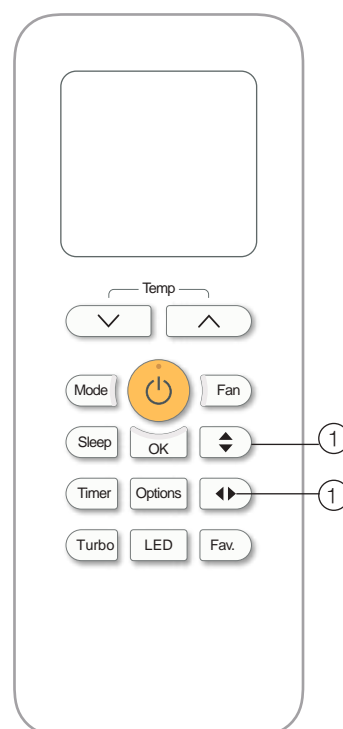 Temp
Mode Fan
Sleep OK 1
Timer Options 1
Turbo LED Fav.